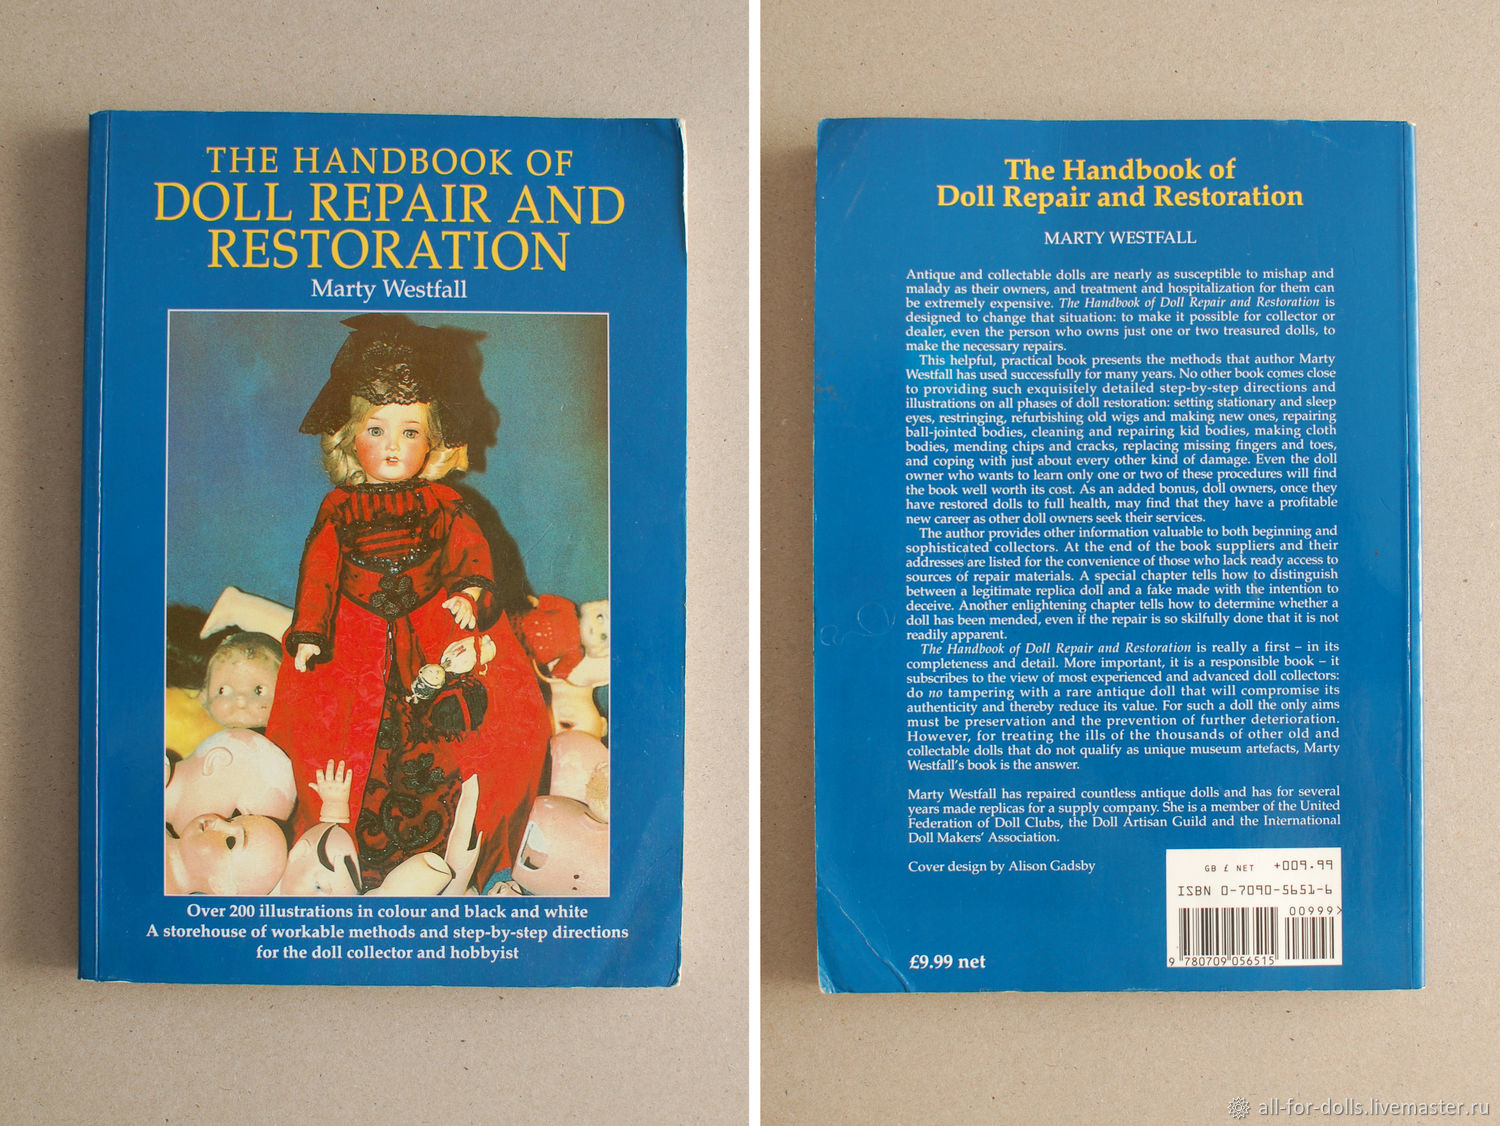 THE HANDBOOK OF
DOLL REPAIR AND
RESTORATION
Marty Westfall
Over 200 illustrations in colour and black and white
A storehouse of workable methods and step-by-step directions
for the doll collector and hobbyist
The Handbook of
Doll Repair and Restoration
MARTY WESTFALL
Antique and collectable dolls are nearly as susceptible to mishap and
malady as their owners, and treatment and hospitalization for them can
be extremely expensive. The Handbook of Doll Repair and Restoration is
designed to change that situation: to make it possible for collector or
dealer, even the person who owns just one or two treasured dolls, to
make the necessary repairs.
This helpful, practical book presents the methods that author Marty
Westfall has used successfully for many years. No other book comes close
to providing such exquisitely detailed step-by-step directions and
illustrations on all phases of doll restoration: setting stationary and sleep
eyes, restringing, refurbishing old wigs and making new ones, repairing
ball-jointed bodies, cleaning and repairing kid bodies, making cloth
bodies, mending chips and cracks, replacing missing fingers and toes,
and coping with just about every other kind of damage. Even the doll
owner who wants to learn only one or two of these procedures will find
the book well worth its cost. As an added bonus, doll owners, once they
have restored dolls to full health, may find that they have a profitable
new career as other doll owners seek their services.
The author provides other information valuable to both beginning and
sophisticated collectors. At the end of the book suppliers and their
addresses are listed for the convenience of those who lack ready access to
sources of repair materials. A special chapter tells how to distinguish
between a legitimate replica doll and a fake made with the intention to
deceive. Another enlightening chapter tells how to determine whether a
doll has been mended, even if the repair is so skilfully done that it is not
readily apparent.
The Handbook of Doll Repair and Restoration is really a first – in its
completeness and detail. More important, it is a responsible book – it
subscribes to the view of most experienced and advanced doll collectors:
do no tampering with a rare antique doll that will compromise its
authenticity and thereby reduce its value. For such a doll the only aims
must be preservation and the prevention of further deterioration.
However, for treating the ills of the thousands of other old and
collectable dolls that do not qualify as unique museum artefacts, Marty
Westfall's book is the answer.
Marty Westfall has repaired countless antique dolls and has for several
years made replicas for a supply company. She is a member of the United
Federation of Doll Clubs, the Doll Artisan Guild and the International
Doll Makers' Association.
Cover design by Alison Gadsby
GB £ NET +009.99
ISBN 0-7090-5651-6
00999>
9 780709 056515
£9.99 net
all-for-dolls.livemaster.ru